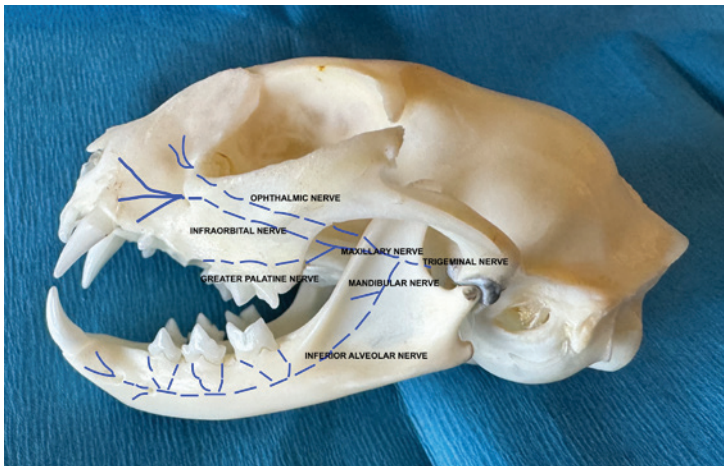 OPHTHALMIC NERVE
INFRAORBITAL NERVE
MAXILLARY NERVE
TRIGEMINAL NERVE
GREATER PALATINE NERVE
MANDIBULAR NERVE
INFERIOR ALVEOLAR NERVE